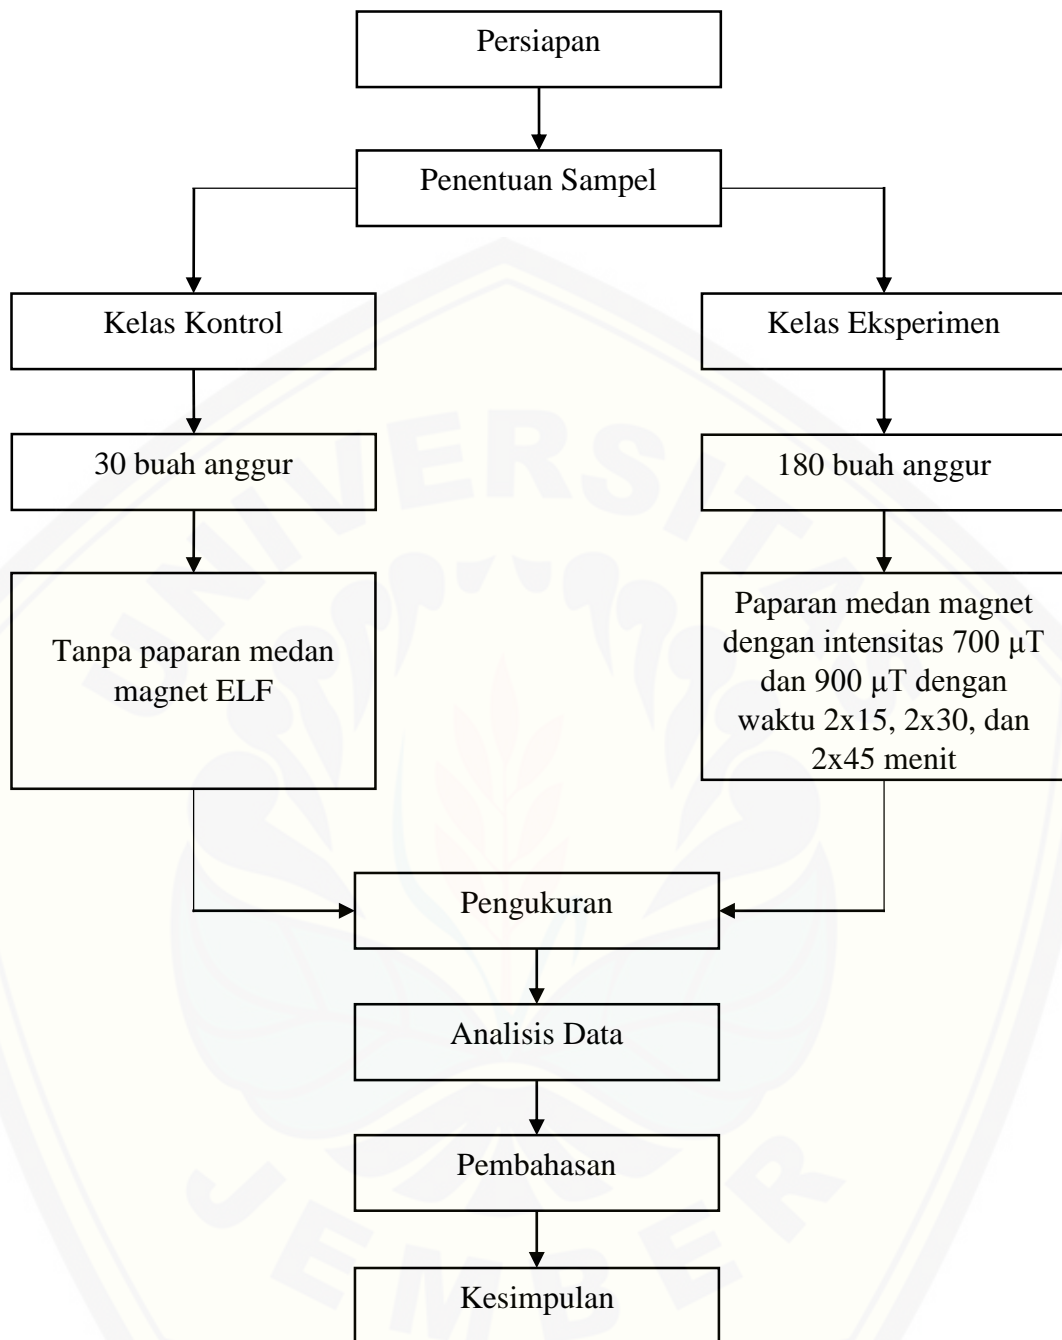 Persiapan
Penentuan Sampel
Kelas Kontrol
Kelas Eksperimen
30 buah anggur
180 buah anggur
Tanpa paparan medan
magnet ELF
Paparan medan magnet
dengan intensitas 700 µT
dan 900 µT dengan
waktu 2x15, 2x30, dan
2x45 menit
Pengukuran
Analisis Data
Pembahasan
Kesimpulan
UNIVERSITAS
JEMBER